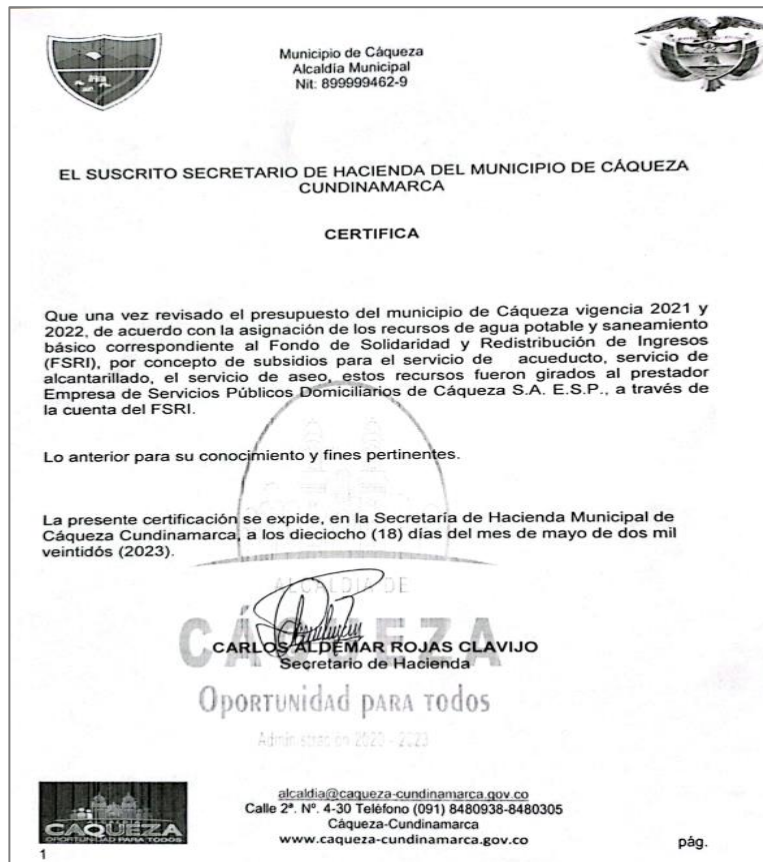 Municipio de Cáqueza
Alcaldía Municipal
Nit: 899999462-9
EL SUSCRITO SECRETARIO DE HACIENDA DEL MUNICIPIO DE CÁQUEZA
CUNDINAMARCA
CERTIFICA
Que una vez revisado el presupuesto del municipio de Cáqueza vigencia 2021 y
2022, de acuerdo con la asignación de los recursos de agua potable y saneamiento
básico correspondiente al Fondo de Solidaridad y Redistribución de Ingresos
(FSRI), por concepto de subsidios para el servicio de acueducto, servicio de
alcantarillado, el servicio de aseo, estos recursos fueron girados al prestador
Empresa de Servicios Públicos Domiciliarios de Cáqueza S.A. E.S.P., a través de
la cuenta del FSRI.
Lo anterior para su conocimiento y fines pertinentes.
La presente certificación se expide, en la Secretaría de Hacienda Municipal de
Cáqueza Cundinamarca, a los dieciocho (18) días del mes de mayo de dos mil
veintidós (2023).
ALCALDIA DE
CÁQUEZA
CARLOS ALDEMAR ROJAS CLAVIJO
Secretario de Hacienda
Oportunidad para todos
Administración 2020 - 2023
alcaldia@caqueza-cundinamarca.gov.co
Calle 2ª. Nº. 4-30 Teléfono (091) 8480938-8480305
Cáqueza-Cundinamarca
www.caqueza-cundinamarca.gov.co
CAQUEZA
OPORTUNIDAD PARA TODOS
pág.
1